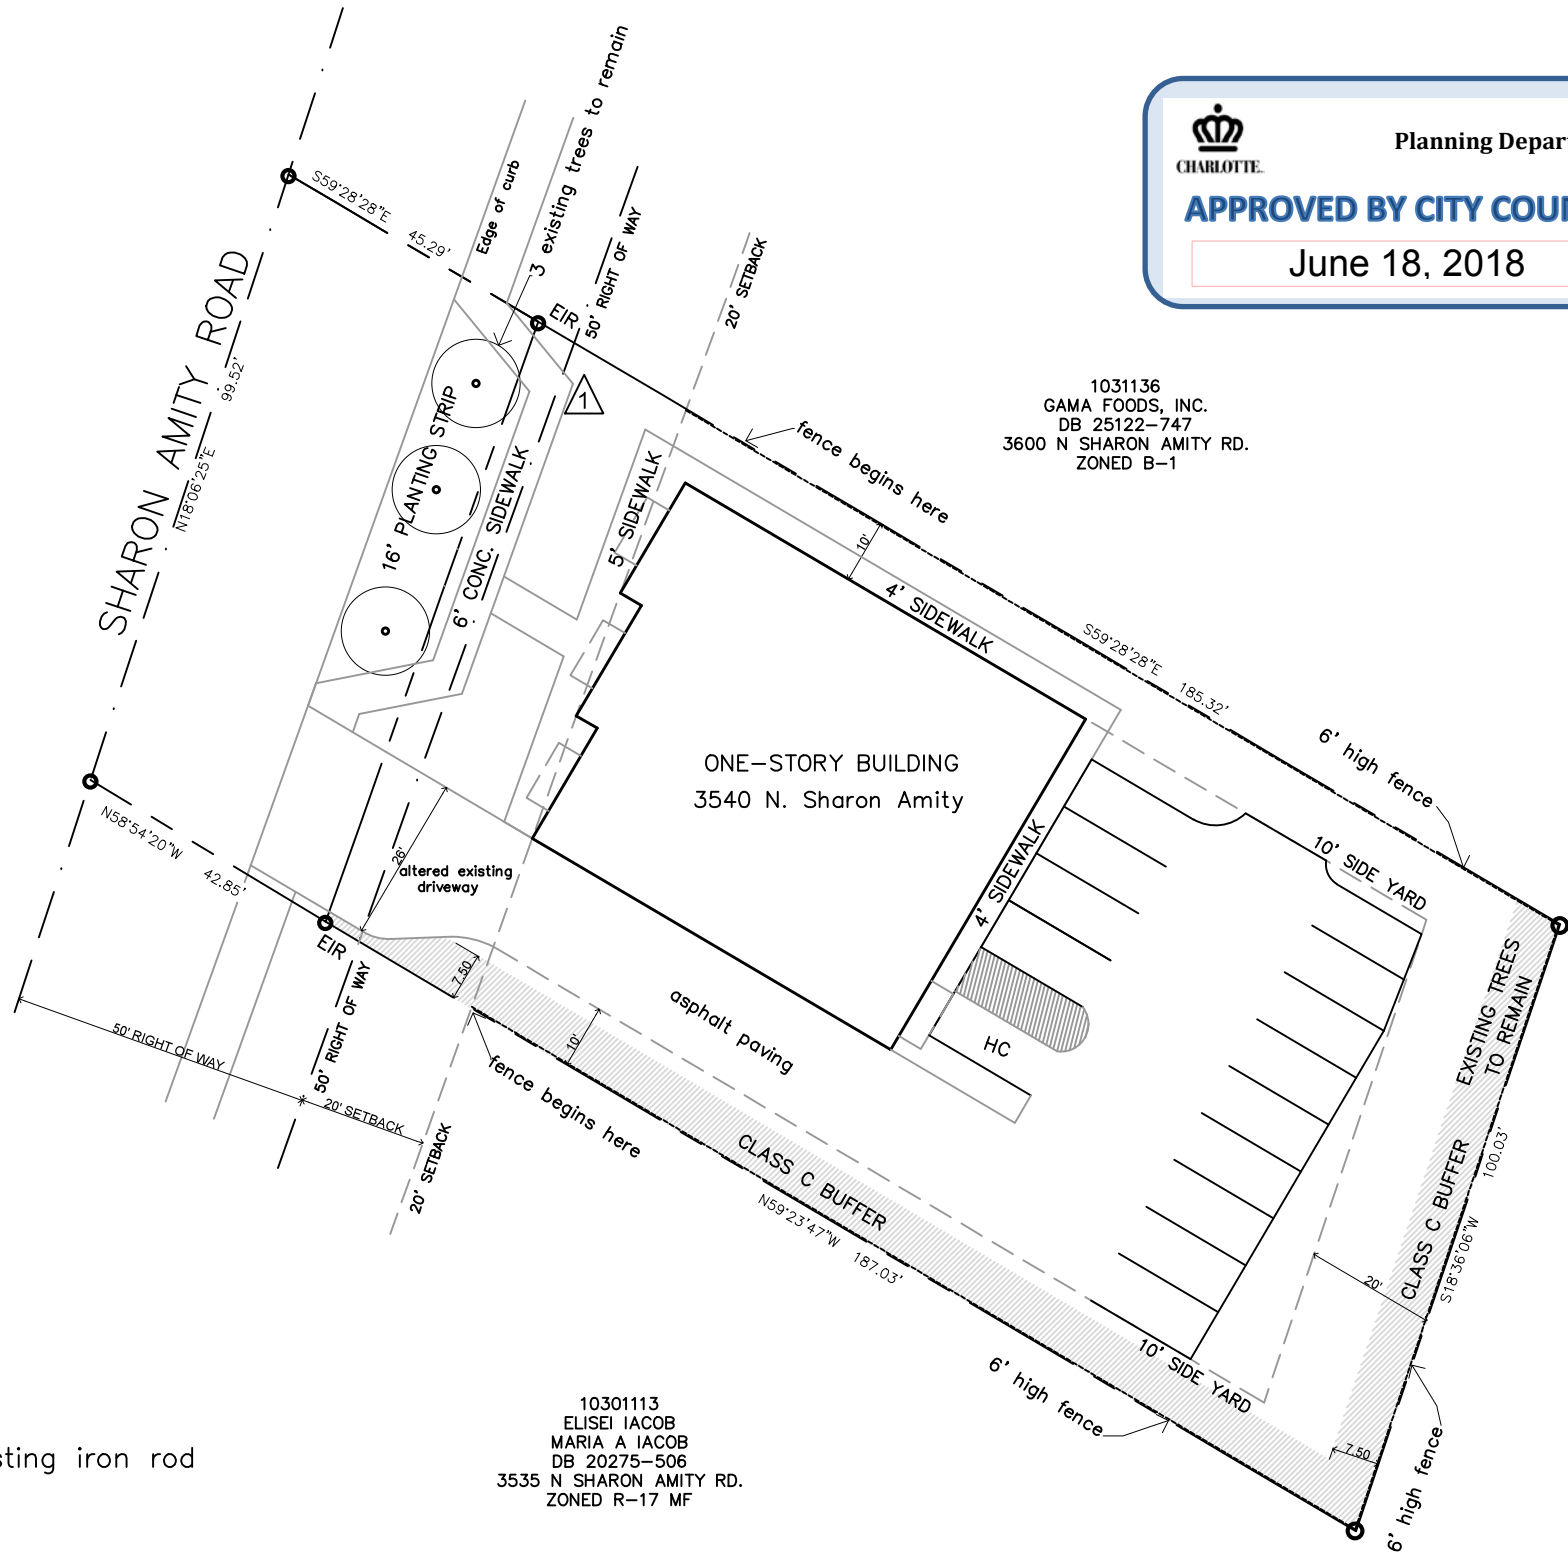 3 existing trees to remain
CHARLOTTE
APPROVED BY CITY
June 18, 2018
S59°28'28"E
45.29'
Edge of curb
EIR
50' RIGHT OF WAY
20' SETBACK
SHARON AMITY ROAD
99.52'
N18°06'25"E
1
1031136
GAMA FOODS, INC.
DB 25122-747
3600 N SHARON AMITY RD.
ZONED B-1
fence begins here
16' PLANTING STRIP
6' CONC. SIDEWALK
5' SIDEWALK
10'
4' SIDEWALK
S59°28'28"E
185.32'
6' high fence
ONE-STORY BUILDING
3540 N. Sharon Amity
N58°54'20"W
42.85'
26'
altered existing
driveway
4' SIDEWALK
10' SIDE YARD
EIR
7.50
50' RIGHT OF WAY
asphalt paving
HC
EXISTING TREES
TO REMAIN
50' RIGHT OF WAY
20' SETBACK
10'
fence begins here
20' SETBACK
CLASS C BUFFER
N59°23'47"W
187.03'
CLASS C BUFFER
100.03'
S18°36'06"W
20'
10' SIDE YARD
6' high fence
7.50
6' high fence
10301113
ELISEI IACOB
MARIA A IACOB
DB 20275-506
3535 N SHARON AMITY RD.
ZONED R-17 MF
iron rod